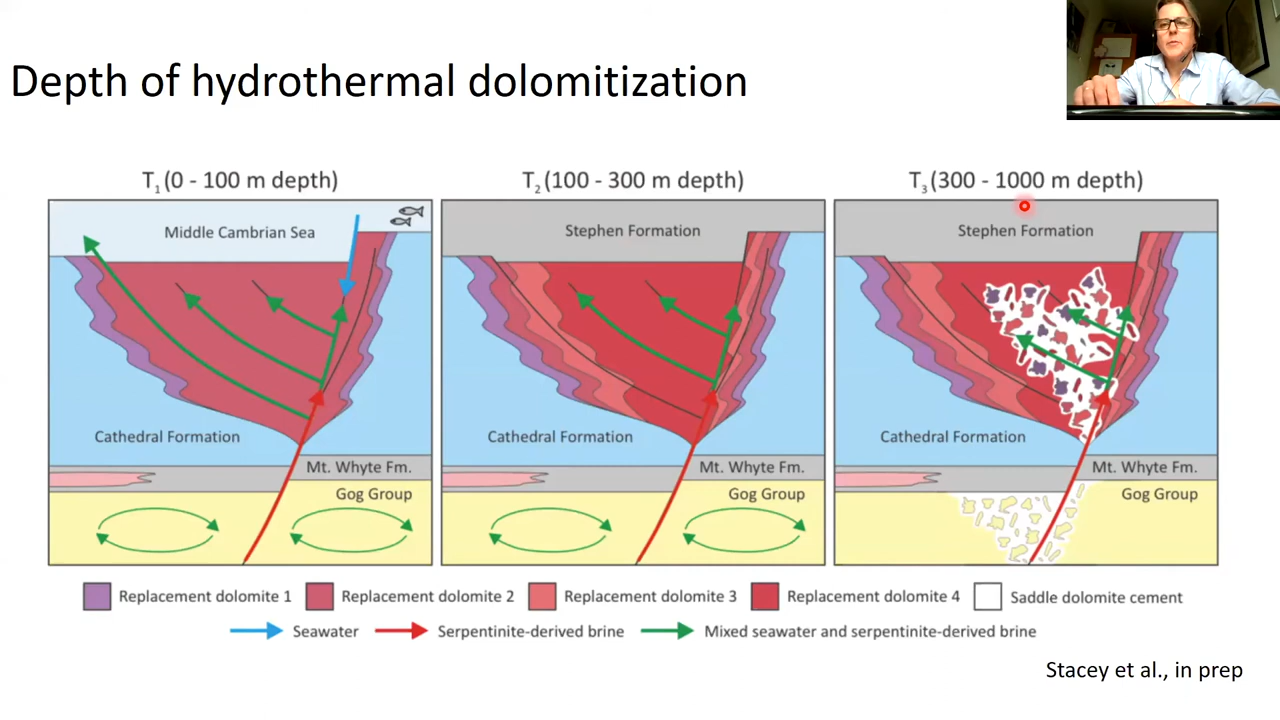 Depth of hydrothermal dolomitization
T1 (0 - 100 m depth)
T2 (100 - 300 m depth)
T3 (300 - 1000 m depth)
Middle Cambrian Sea
Stephen Formation
Stephen Formation
Cathedral Formation
Cathedral Formation
Cathedral Formation
Mt. Whyte Fm.
Mt. Whyte Fm.
Mt. Whyte Fm.
Gog Group
Gog Group
Gog Group
Replacement dolomite 1
Replacement dolomite 2
Replacement dolomite 3
Replacement dolomite 4
Saddle dolomite cement
Seawater
Serpentinite-derived brine
Mixed seawater and serpentinite-derived brine
Stacey et al., in prep